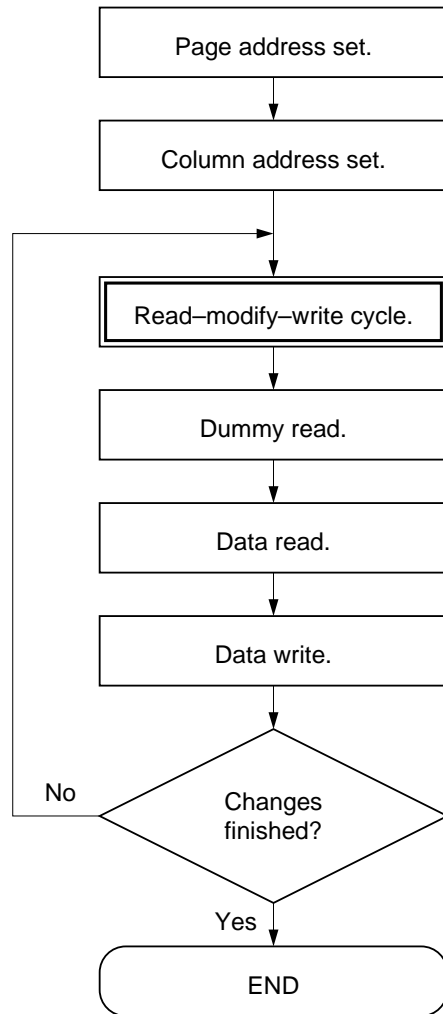 Page address set.
Column address set.
Read–modify–write cycle.
Dummy read.
Data read.
Data write.
No
Changes
finished?
Yes
END